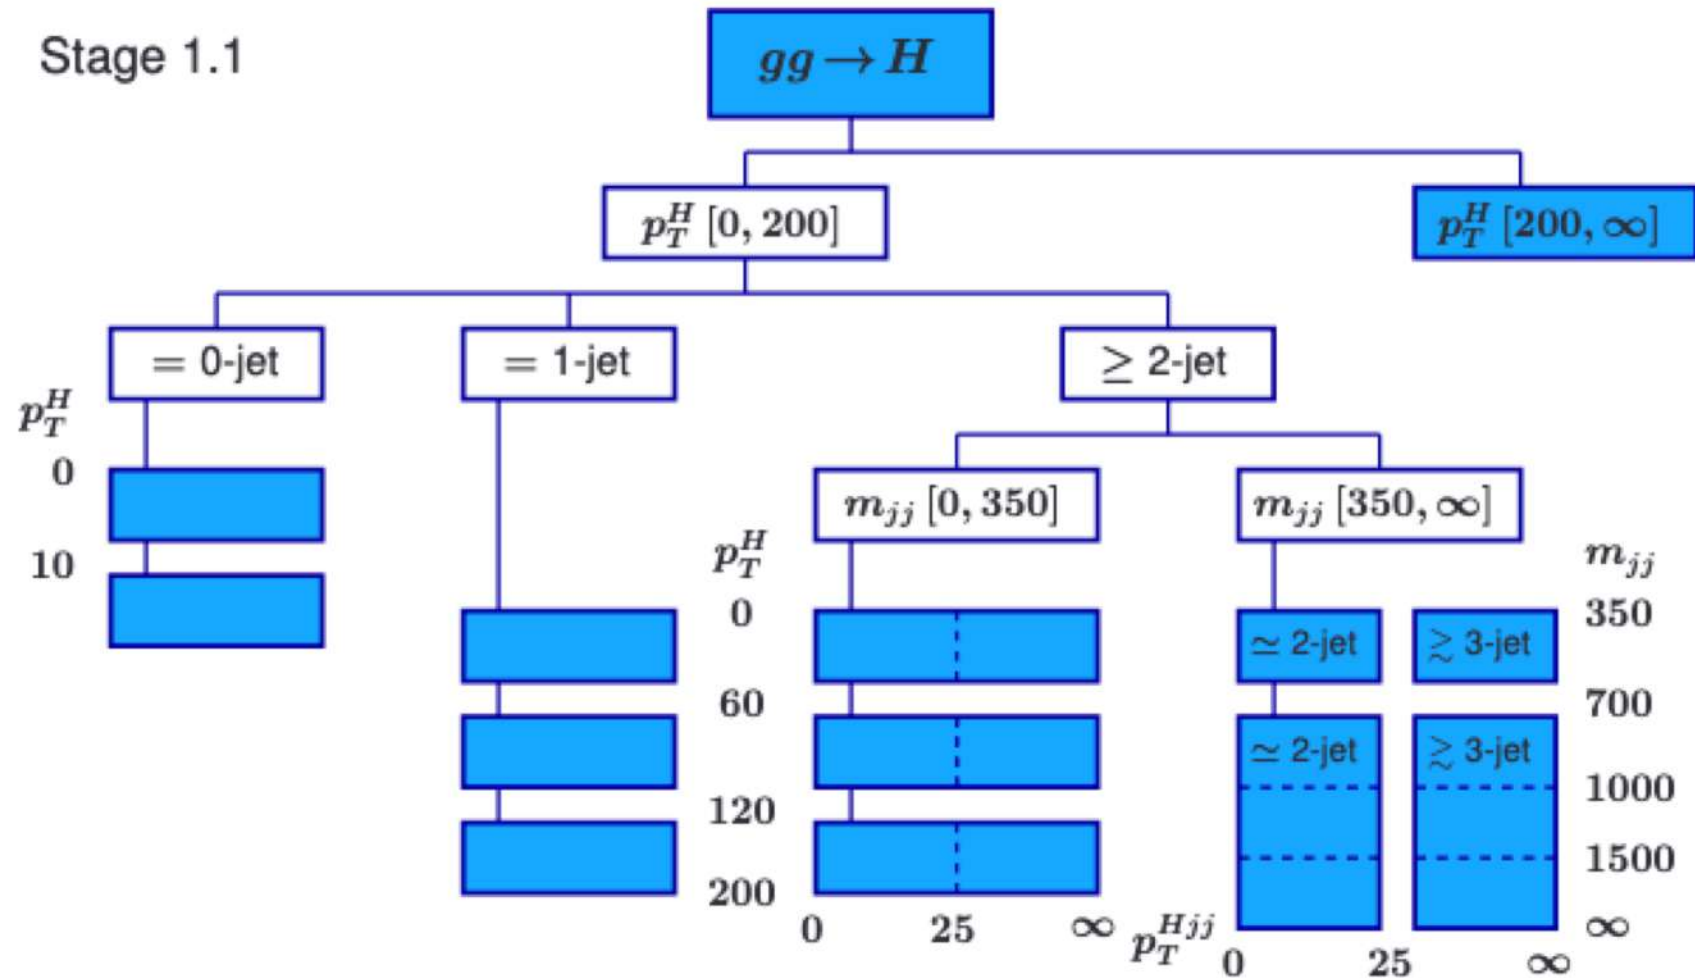 Stage 1.1
gg → H
p_T^H [0, 200]
p_T^H [200, ∞]
= 0-jet
= 1-jet
≥ 2-jet
p_T^H
0
10
m_jj [0, 350]
m_jj [350, ∞]
p_T^H
0
60
120
200
m_jj
350
700
1000
1500
∞
≃ 2-jet
≳ 3-jet
≃ 2-jet
≳ 3-jet
0 25 ∞
p_T^Hjj
0 25 ∞